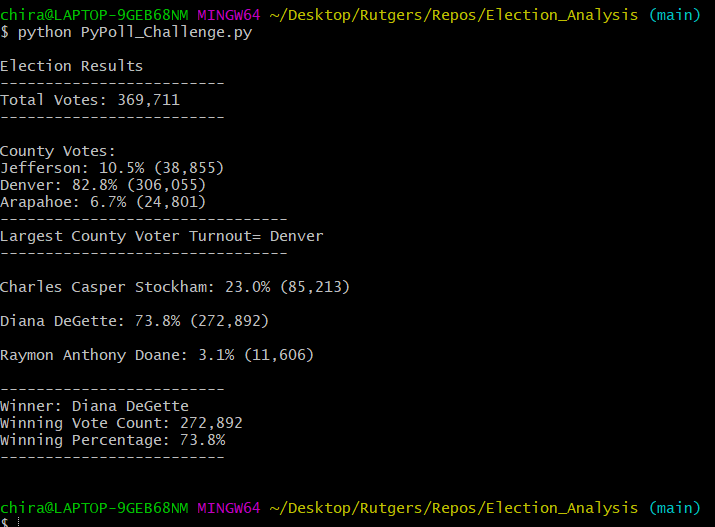 chira@LAPTOP-9GEB68NM MINGW64 ~/Desktop/Rutgers/Repos/Election_Analysis (main)
$ python PyPoll_Challenge.py
Election Results
-------------------------
Total Votes: 369,711
-------------------------
County Votes:
Jefferson: 10.5% (38,855)
Denver: 82.8% (306,055)
Arapahoe: 6.7% (24,801)
--------------------------------
Largest County Voter Turnout= Denver
--------------------------------
Charles Casper Stockham: 23.0% (85,213)
Diana DeGette: 73.8% (272,892)
Raymon Anthony Doane: 3.1% (11,606)
-------------------------
Winner: Diana DeGette
Winning Vote Count: 272,892
Winning Percentage: 73.8%
-------------------------
chira@LAPTOP-9GEB68NM MINGW64 ~/Desktop/Rutgers/Repos/Election_Analysis (main)
$